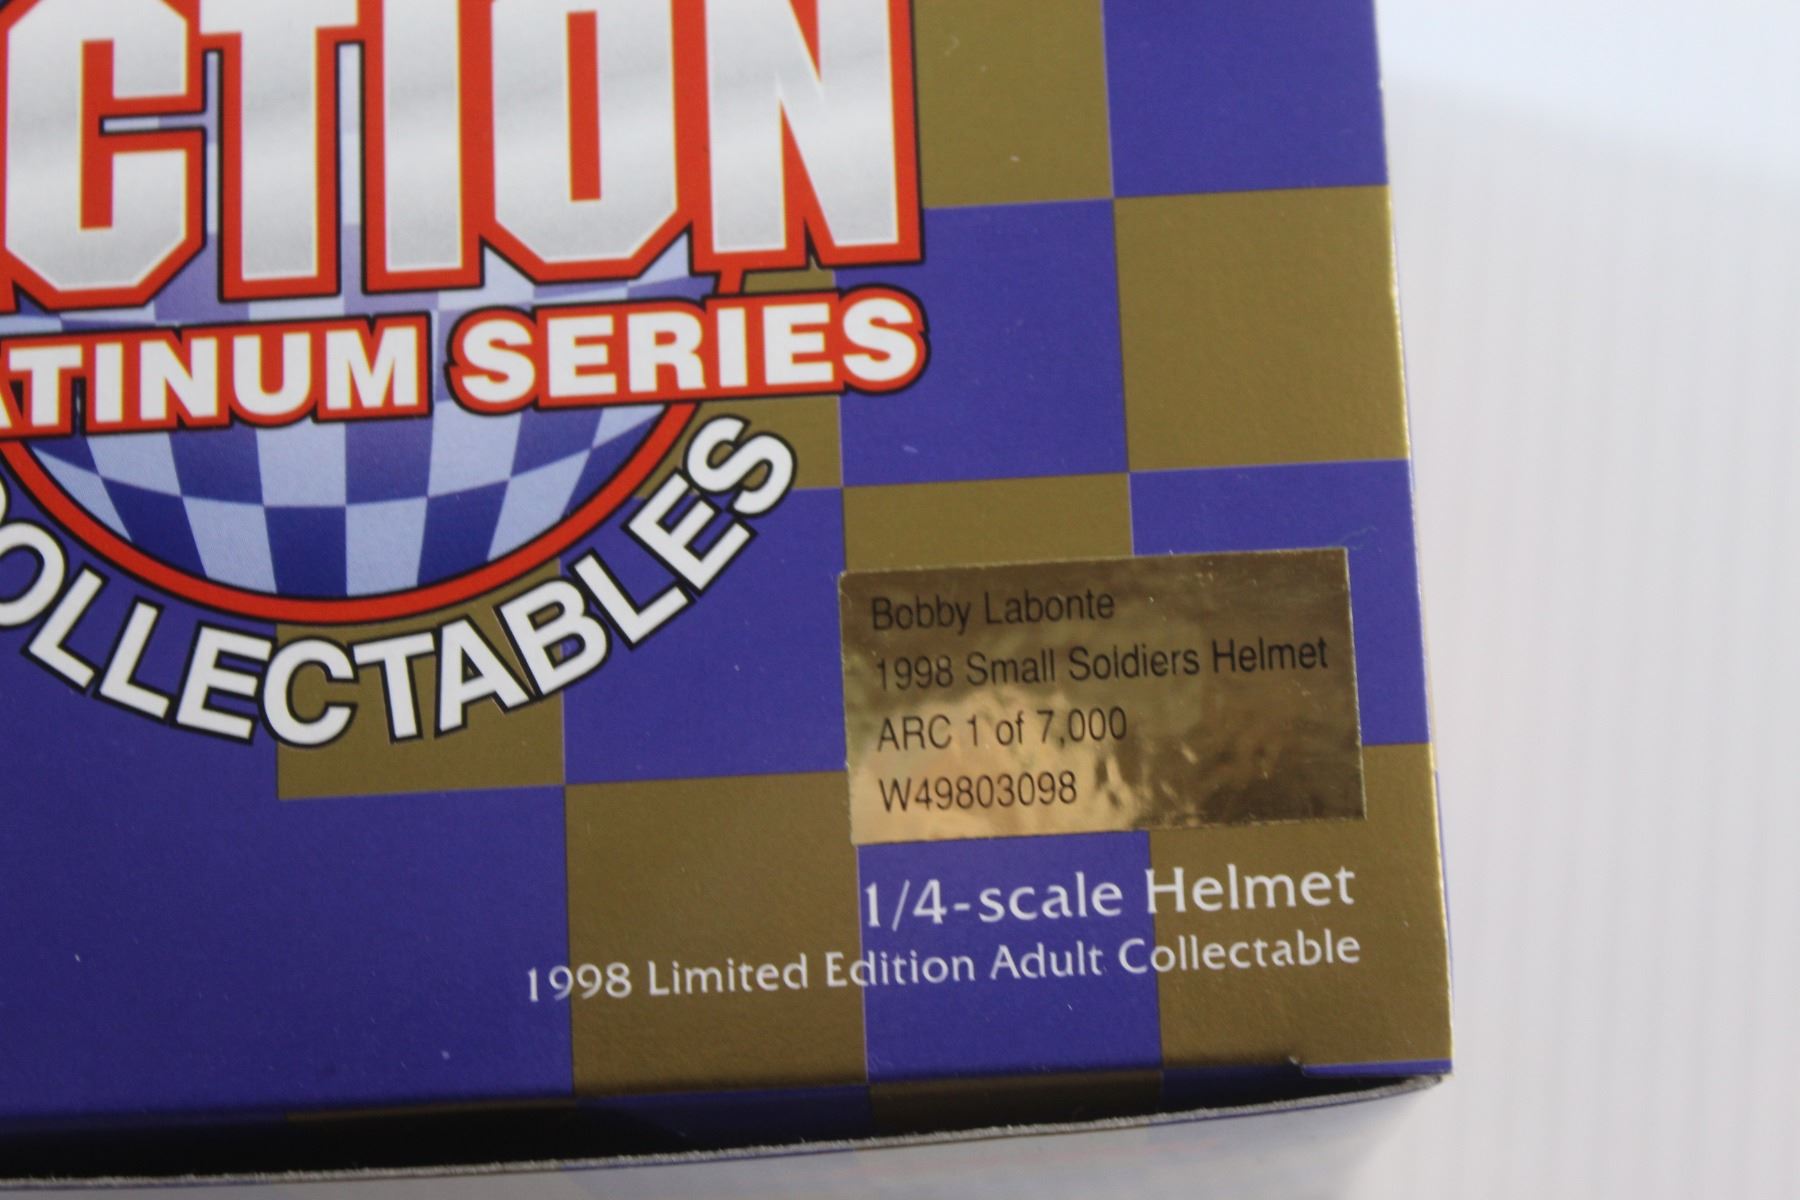 CTION
ATINUM SERIES
OLLECTABLES
Bobby Labonte
1998 Small Soldiers Helmet
ARC 1 of 7,000
W49803098
1/4-scale Helmet
1998 Limited Edition Adult Collectable